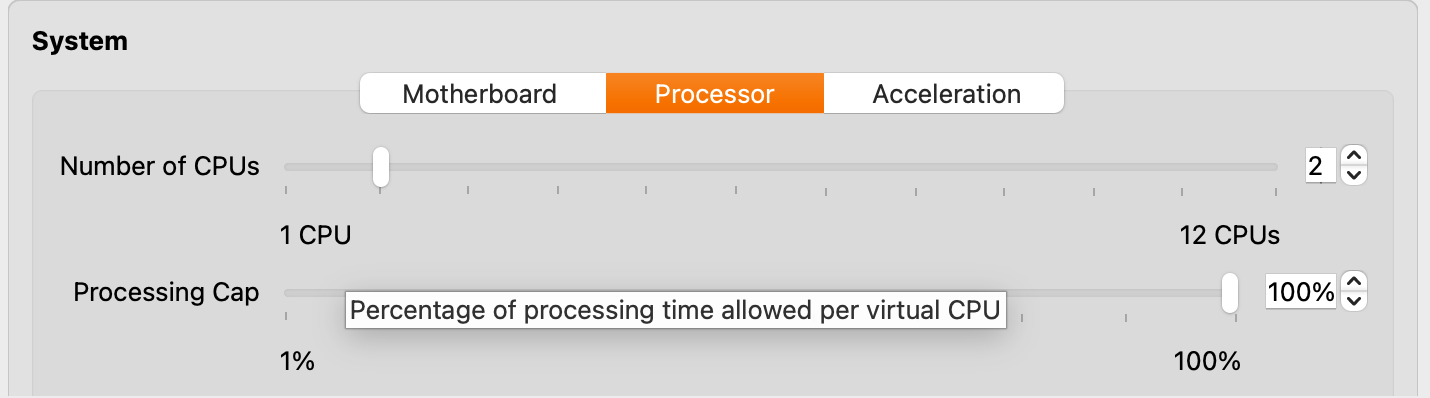 System
Motherboard Processor Acceleration
Number of CPUs 2
1 CPU 12 CPUs
Processing Cap 100%
Percentage of processing time allowed per virtual CPU
1% 100%